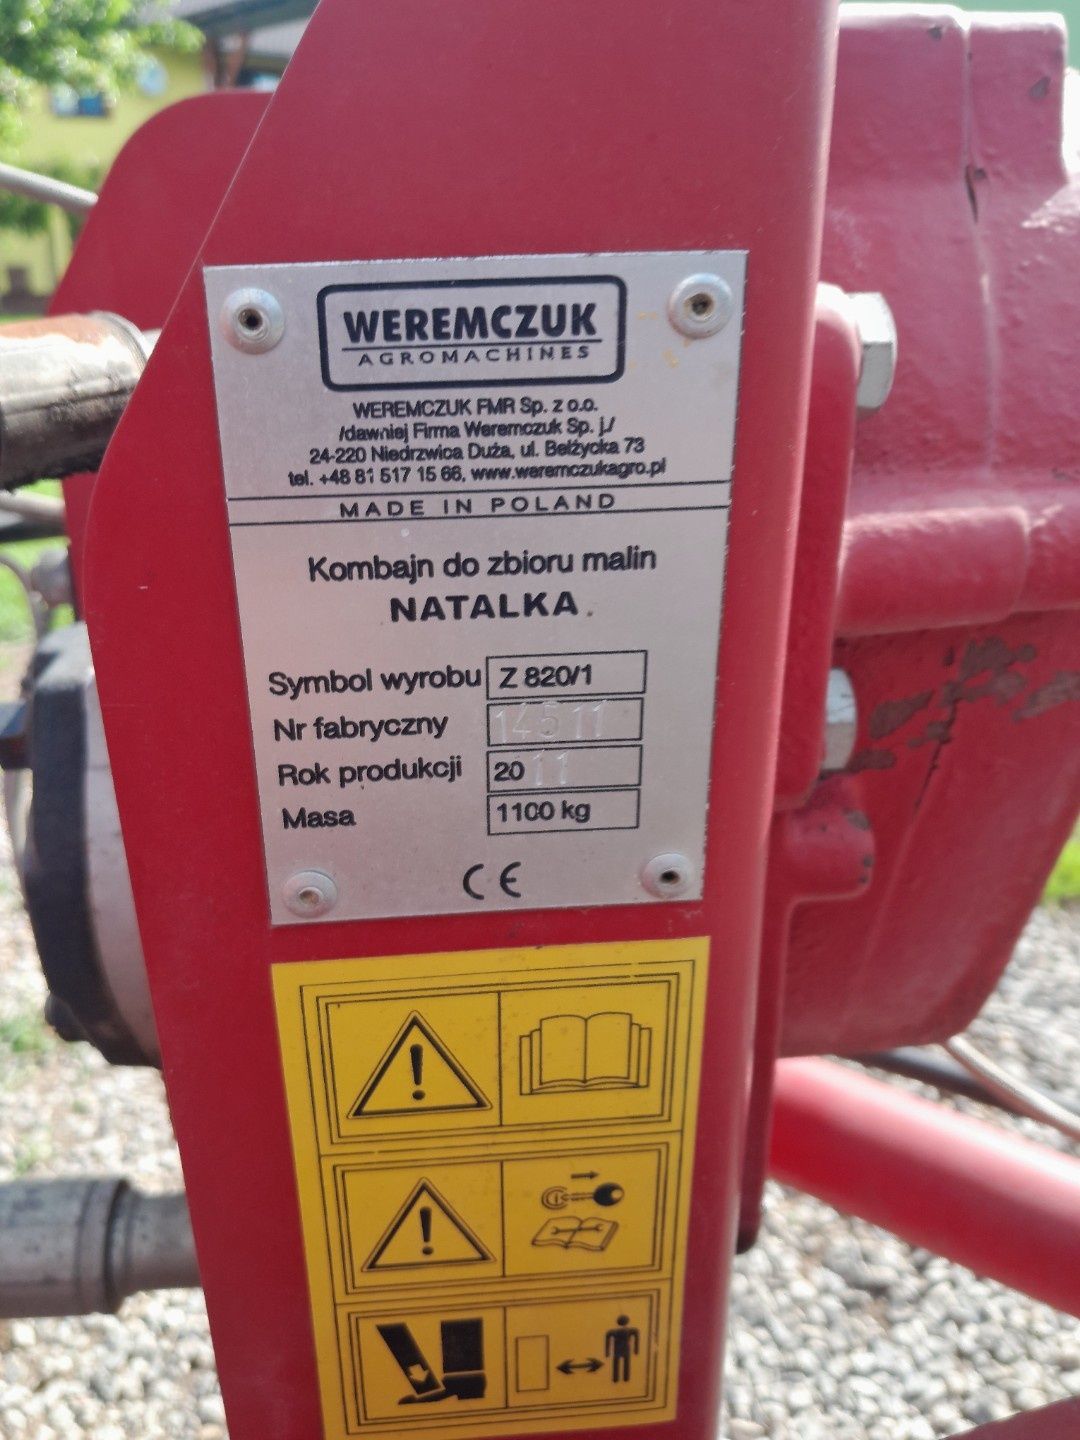 WEREMCZUK
AGROMACHINES
WEREMCZUK FMR Sp. z o.o.
/dawniej Firma Weremczuk Sp. j./
24-220 Niedrzwica Duża, ul. Bełżycka 73
tel. +48 81 517 15 66, www.weremczukagro.pl
MADE IN POLAND
Kombajn do zbioru malin
NATALKA
Symbol wyrobu Z 820/1
Nr fabryczny 14511
Rok produkcji 2011
Masa 1100 kg
CE